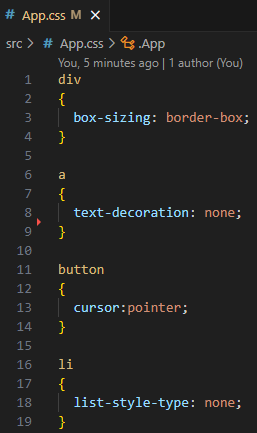 # App.css M ×
src > # App.css > .App
You, 5 minutes ago | 1 author (You)
1 div
2 {
3 box-sizing: border-box;
4 }
5
6 a
7 {
8 text-decoration: none;
9 }
10
11 button
12 {
13 cursor:pointer;
14 }
15
16 li
17 {
18 list-style-type: none;
19 }